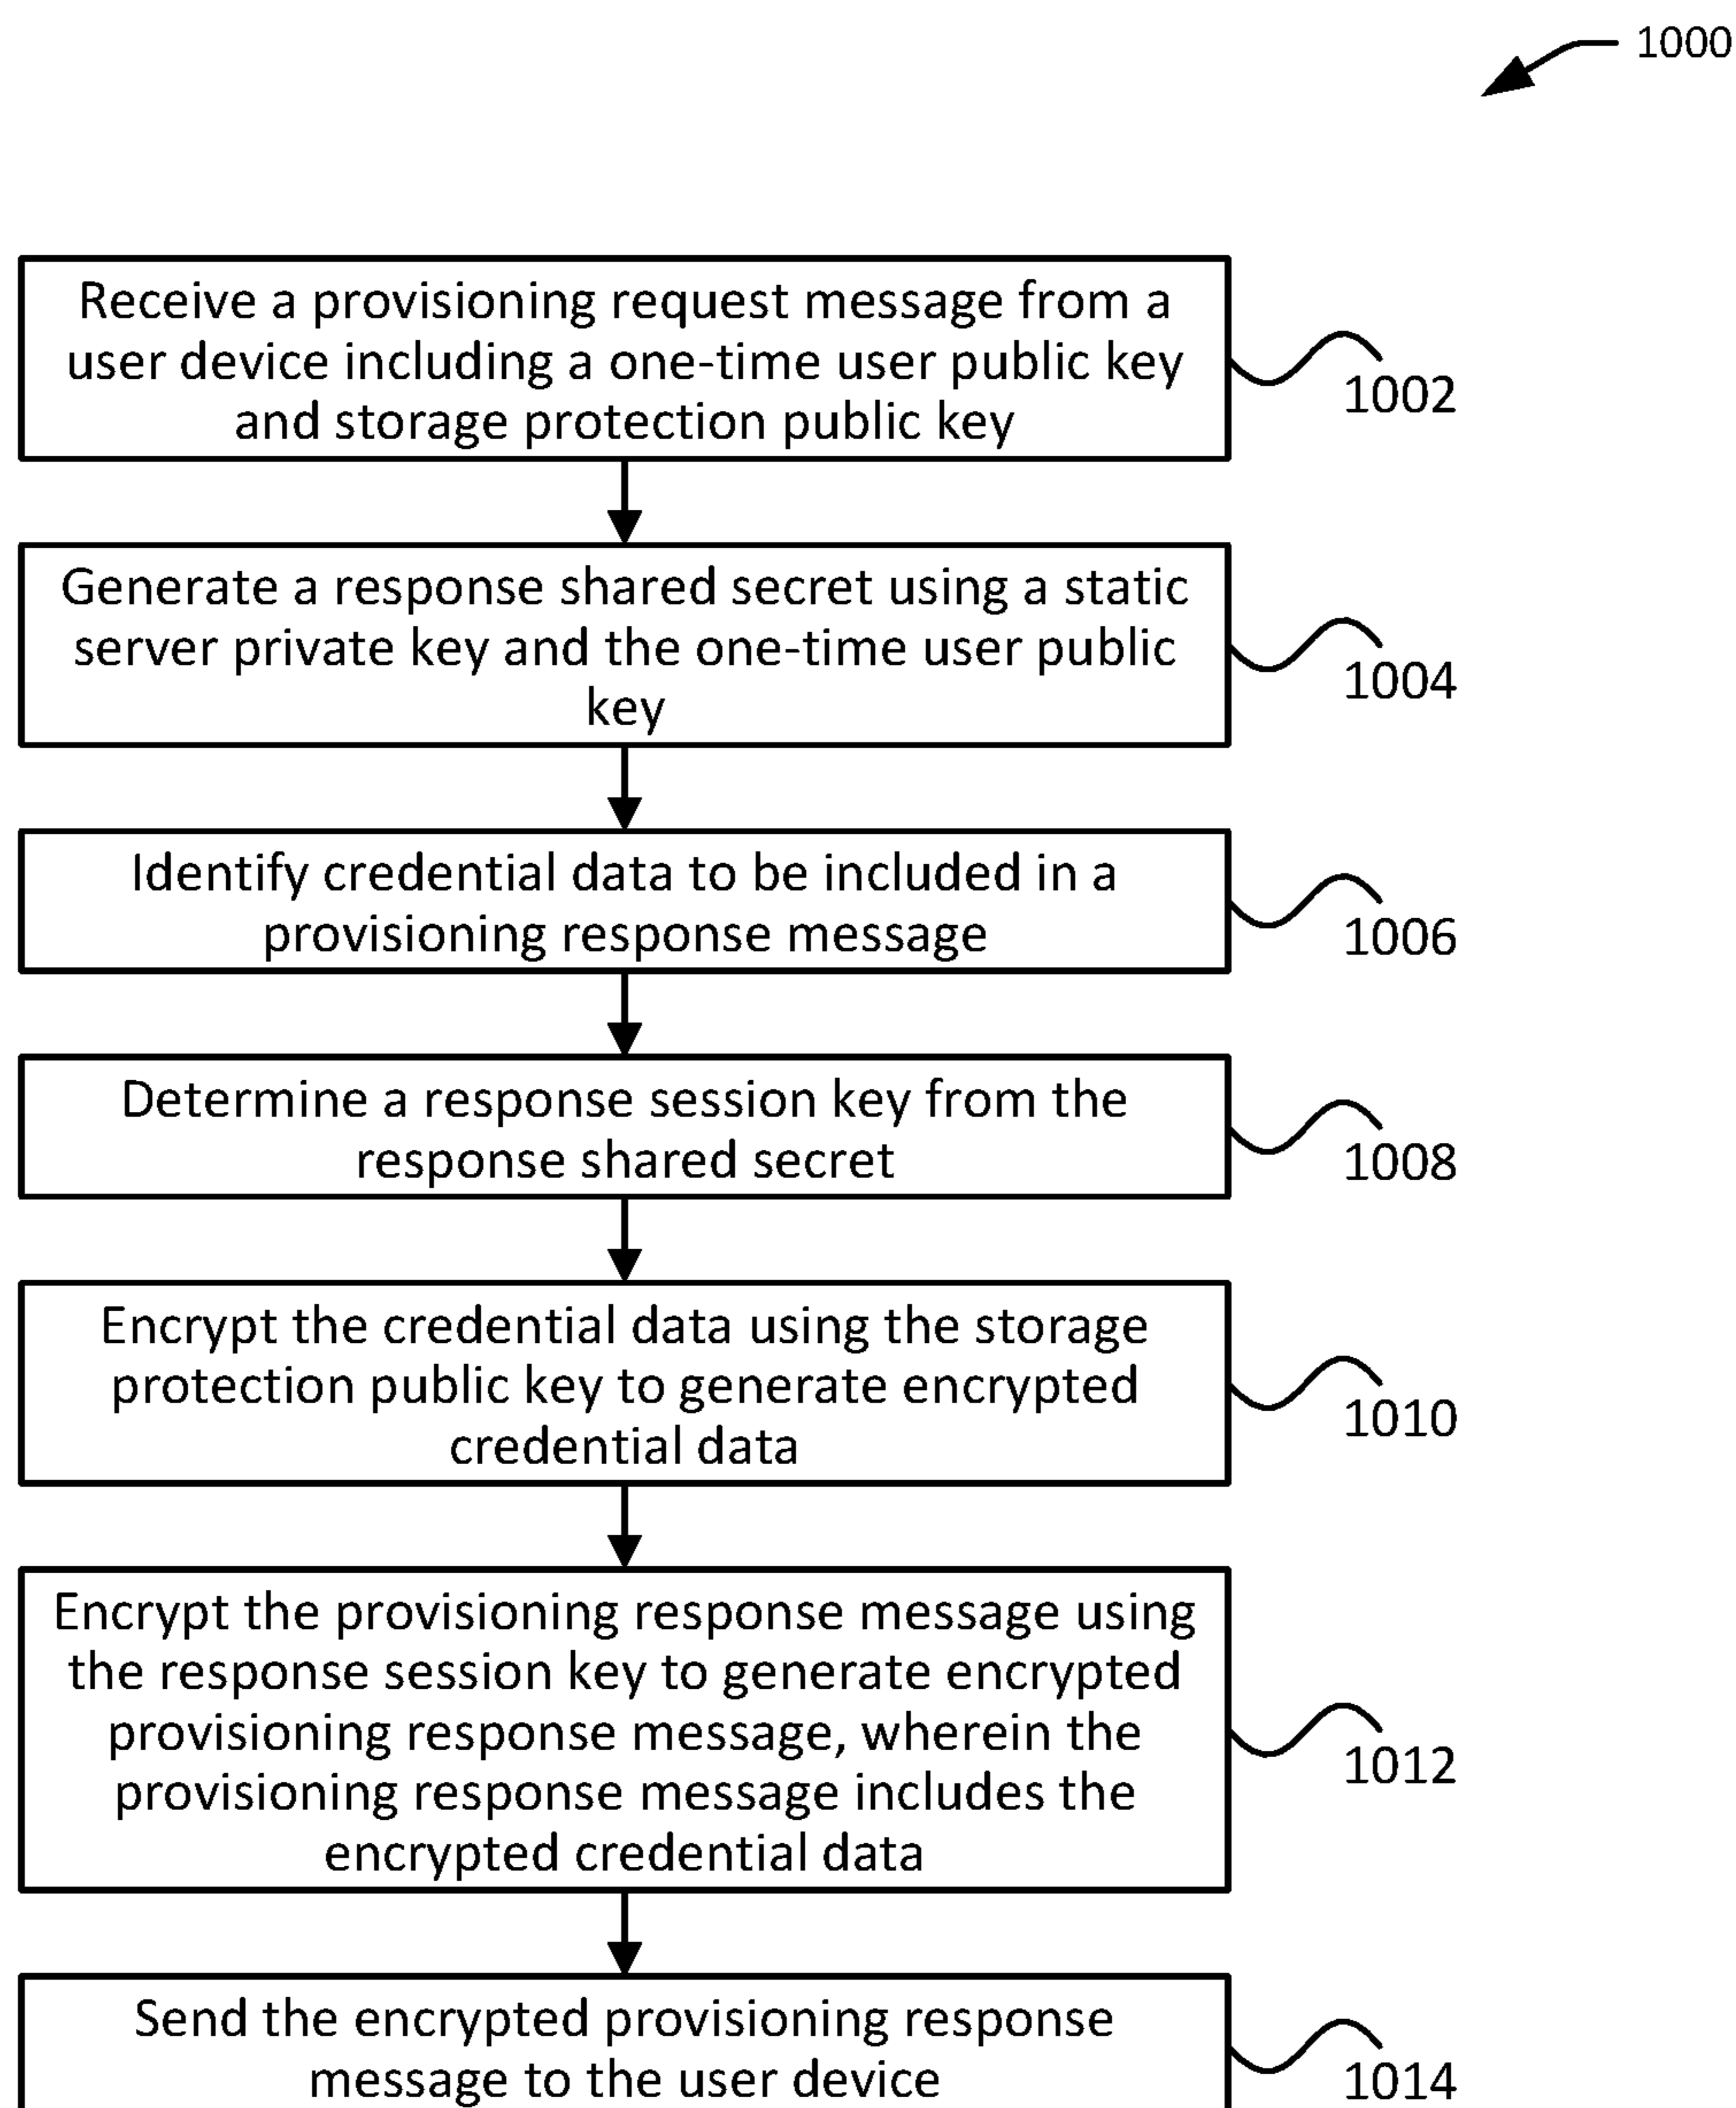 1000
Receive a provisioning request message from a
user device including a one-time user public key
and storage protection public key
1002
Generate a response shared secret using a static
server private key and the one-time user public
key
1004
Identify credential data to be included in a
provisioning response message
1006
Determine a response session key from the
response shared secret
1008
Encrypt the credential data using the storage
protection public key to generate encrypted
credential data
1010
Encrypt the provisioning response message using
the response session key to generate encrypted
provisioning response message, wherein the
provisioning response message includes the
encrypted credential data
1012
Send the encrypted provisioning response
message to the user device
1014